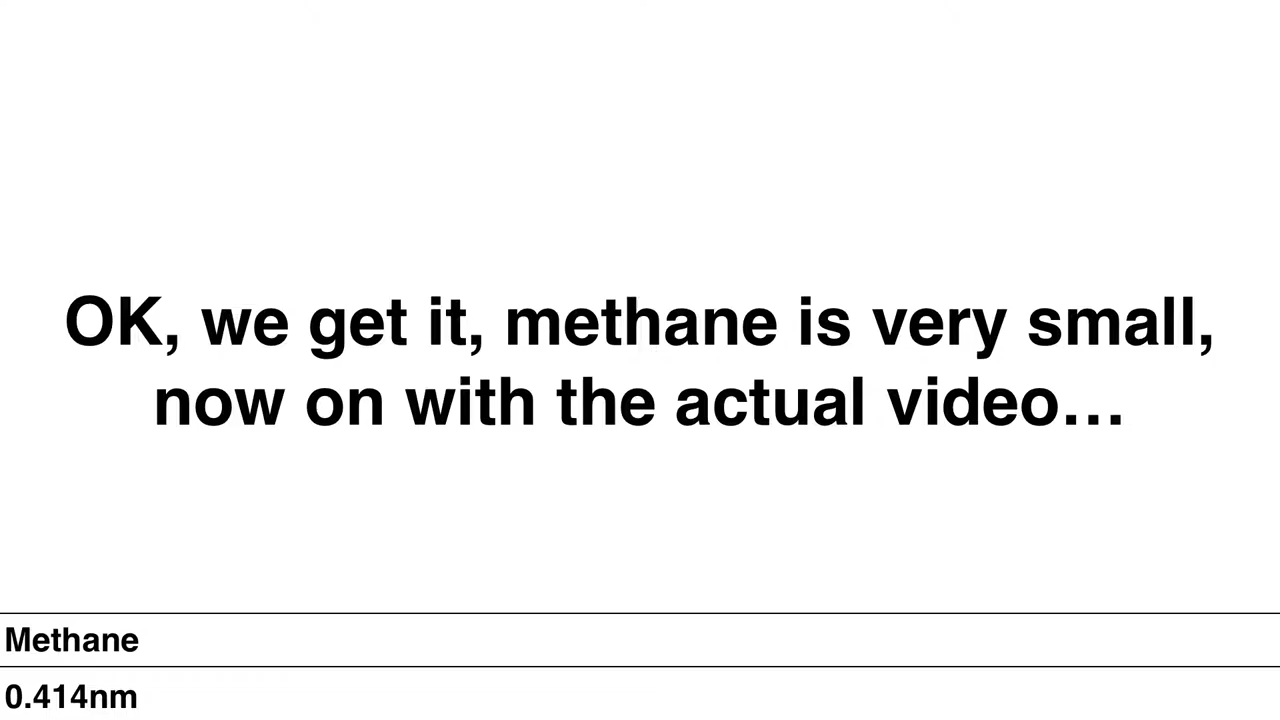 OK, we get it, methane is very small,
now on with the actual video…
Methane
0.414nm